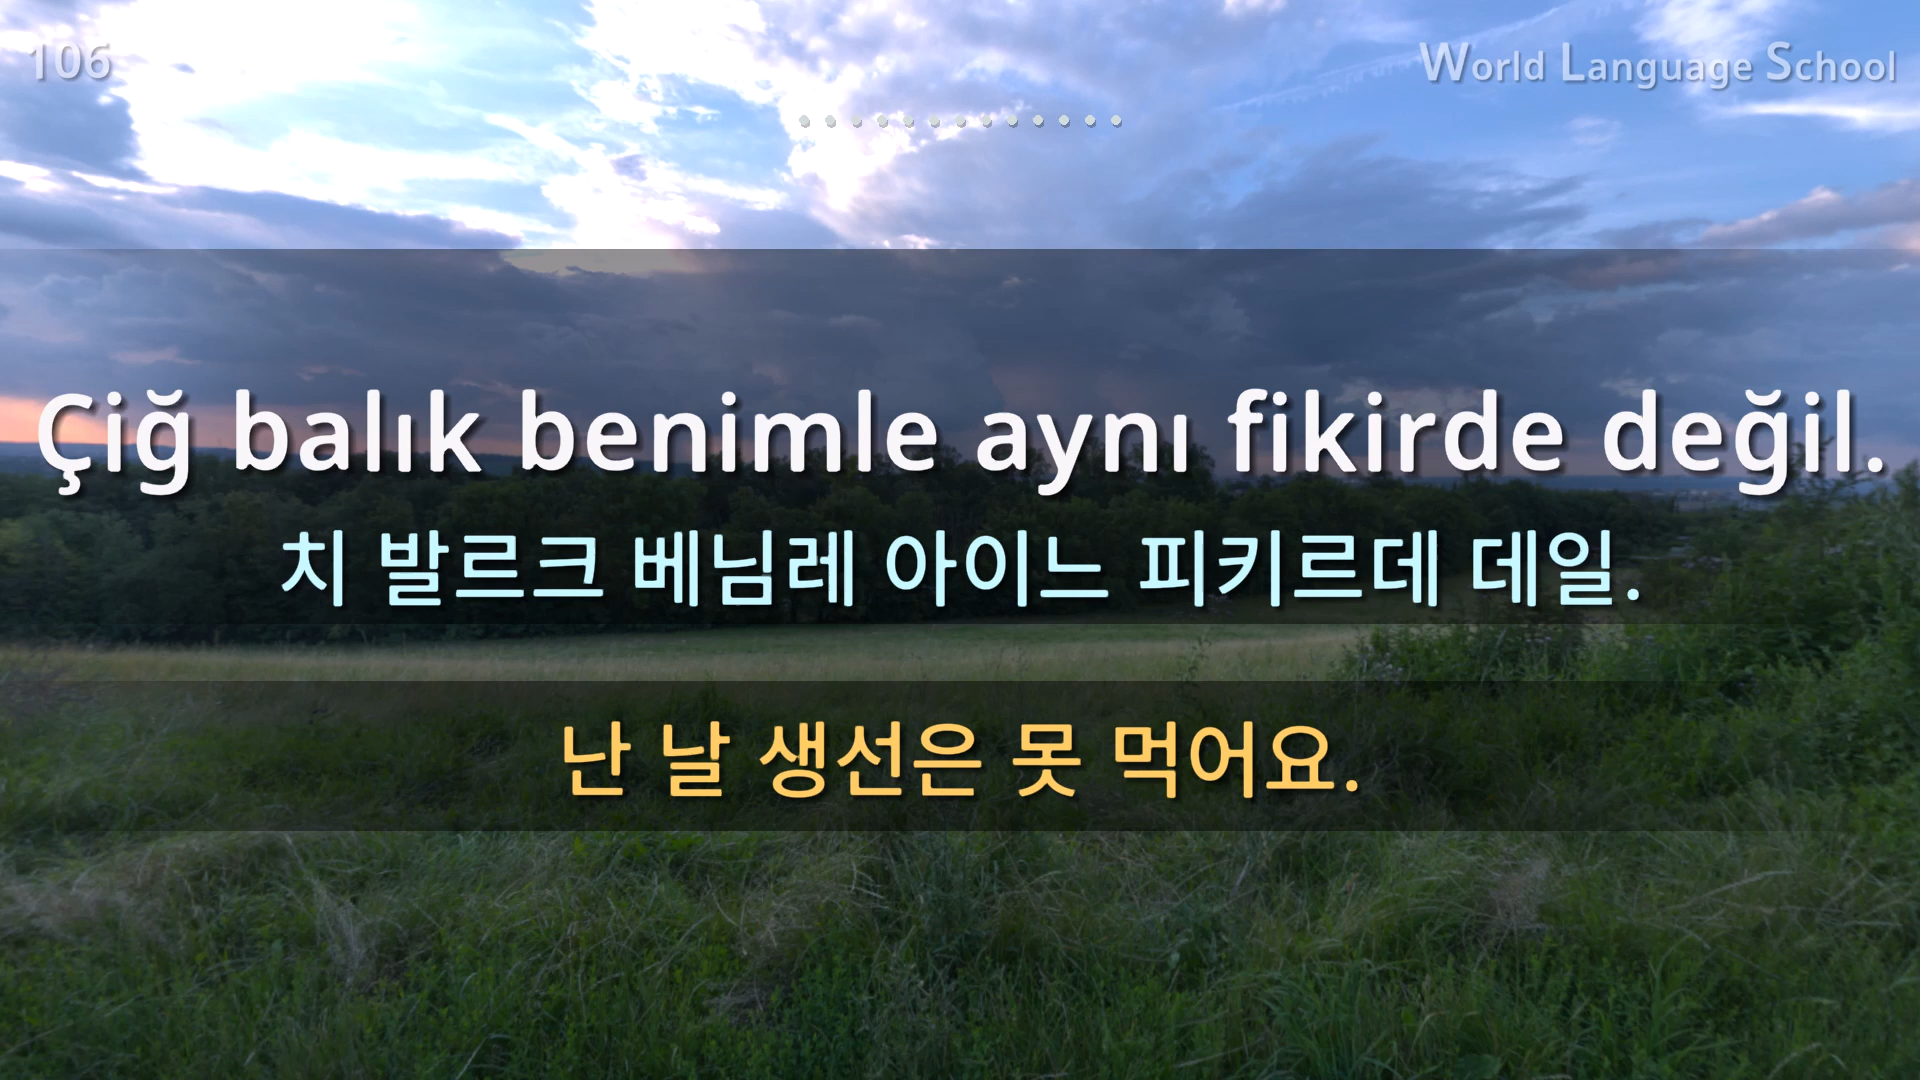 106
World Language School
Çiğ balık benimle aynı fikirde değil.
치 발르크 베님레 아이느 피키르데 데일.
난 날 생선은 못 먹어요.